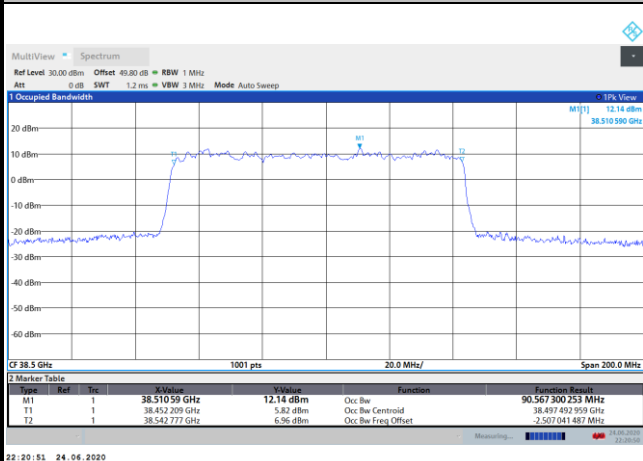 MultiView Spectrum
Ref Level 30.00 dBm Offset 49.80 dB RBW 1 MHz
Att 0 dB SWT 1.2 ms VBW 3 MHz Mode Auto Sweep
1 Occupied Bandwidth 1Pk View
M1[1] 12.14 dBm
38.510 590 GHz
20 dBm
M1
T1 T2
10 dBm
0 dBm
-10 dBm
-20 dBm
-30 dBm
-40 dBm
-50 dBm
-60 dBm
CF 38.5 GHz 1001 pts 20.0 MHz/ Span 200.0 MHz
2 Marker Table
Type Ref Trc X-Value Y-Value Function Function Result
M1 1 38.510 59 GHz 12.14 dBm Occ Bw 90.567 300 253 MHz
T1 1 38.452 209 GHz 5.82 dBm Occ Bw Centroid 38.497 492 959 GHz
T2 1 38.542 777 GHz 6.96 dBm Occ Bw Freq Offset -2.507 041 487 MHz
Measuring... 24.06.2020
22:20:50
22:20:51 24.06.2020